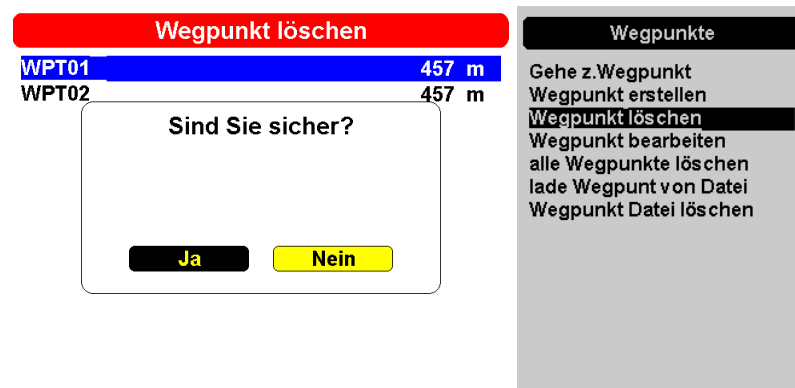 Wegpunkt löschen
WPT01 457 m
WPT02 457 m
Sind Sie sicher?
Ja Nein
Wegpunkte
Gehe z.Wegpunkt
Wegpunkt erstellen
Wegpunkt löschen
Wegpunkt bearbeiten
alle Wegpunkte löschen
lade Wegpunt von Datei
Wegpunkt Datei löschen